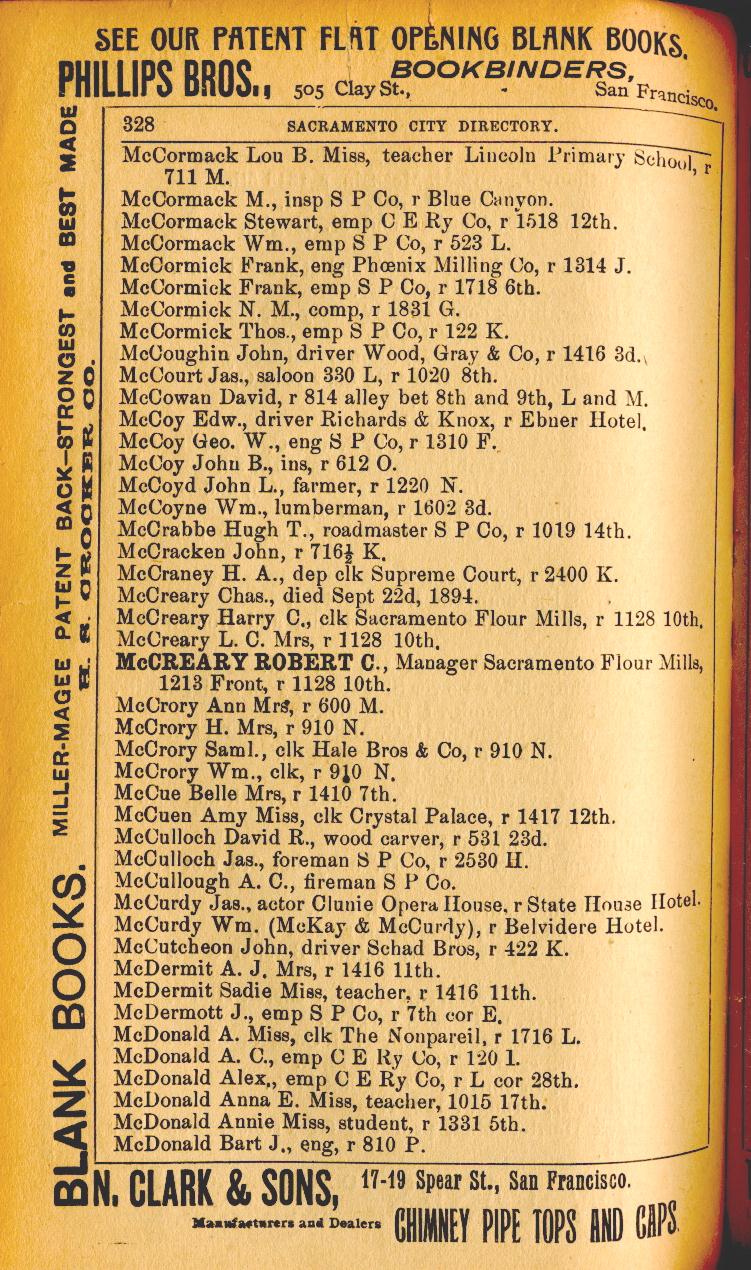 SEE OUR PATENT FLAT OPENING BLANK BOOKS.
PHILLIPS BROS., BOOKBINDERS,
505 Clay St., - San Francisco.
BLANK BOOKS. MILLER-MAGEE PATENT BACK—STRONGEST and BEST MADE
H. S. CROCKER CO.
328 SACRAMENTO CITY DIRECTORY.
McCormack Lou B. Miss, teacher Lincoln Primary School, r
711 M.
McCormack M., insp S P Co, r Blue Canyon.
McCormack Stewart, emp C E Ry Co, r 1518 12th.
McCormack Wm., emp S P Co, r 523 L.
McCormick Frank, eng Phœnix Milling Co, r 1314 J.
McCormick Frank, emp S P Co, r 1718 6th.
McCormick N. M., comp, r 1831 G.
McCormick Thos., emp S P Co, r 122 K.
McCoughin John, driver Wood, Gray & Co, r 1416 3d.
McCourt Jas., saloon 330 L, r 1020 8th.
McCowan David, r 814 alley bet 8th and 9th, L and M.
McCoy Edw., driver Richards & Knox, r Ebner Hotel.
McCoy Geo. W., eng S P Co, r 1310 F.
McCoy John B., ins, r 612 O.
McCoyd John L., farmer, r 1220 N.
McCoyne Wm., lumberman, r 1602 3d.
McCrabbe Hugh T., roadmaster S P Co, r 1019 14th.
McCracken John, r 716½ K.
McCraney H. A., dep clk Supreme Court, r 2400 K.
McCreary Chas., died Sept 22d, 1894.
McCreary Harry C., clk Sacramento Flour Mills, r 1128 10th.
McCreary L. C. Mrs, r 1128 10th.
McCREARY ROBERT C., Manager Sacramento Flour Mills,
1213 Front, r 1128 10th.
McCrory Ann Mrs, r 600 M.
McCrory H. Mrs, r 910 N.
McCrory Saml., clk Hale Bros & Co, r 910 N.
McCrory Wm., clk, r 910 N.
McCue Belle Mrs, r 1410 7th.
McCuen Amy Miss, clk Crystal Palace, r 1417 12th.
McCulloch David R., wood carver, r 531 23d.
McCulloch Jas., foreman S P Co, r 2530 H.
McCullough A. C., fireman S P Co.
McCurdy Jas., actor Clunie Opera House, r State House Hotel.
McCurdy Wm. (McKay & McCurdy), r Belvidere Hotel.
McCutcheon John, driver Schad Bros, r 422 K.
McDermit A. J. Mrs, r 1416 11th.
McDermit Sadie Miss, teacher, r 1416 11th.
McDermott J., emp S P Co, r 7th cor E.
McDonald A. Miss, clk The Nonpareil, r 1716 L.
McDonald A. C., emp C E Ry Co, r 120 I.
McDonald Alex., emp C E Ry Co, r L cor 28th.
McDonald Anna E. Miss, teacher, 1015 17th.
McDonald Annie Miss, student, r 1331 5th.
McDonald Bart J., eng, r 810 P.
N. CLARK & SONS, 17-19 Spear St., San Francisco.
Manufacturers and Dealers CHIMNEY PIPE TOPS AND CAPS.